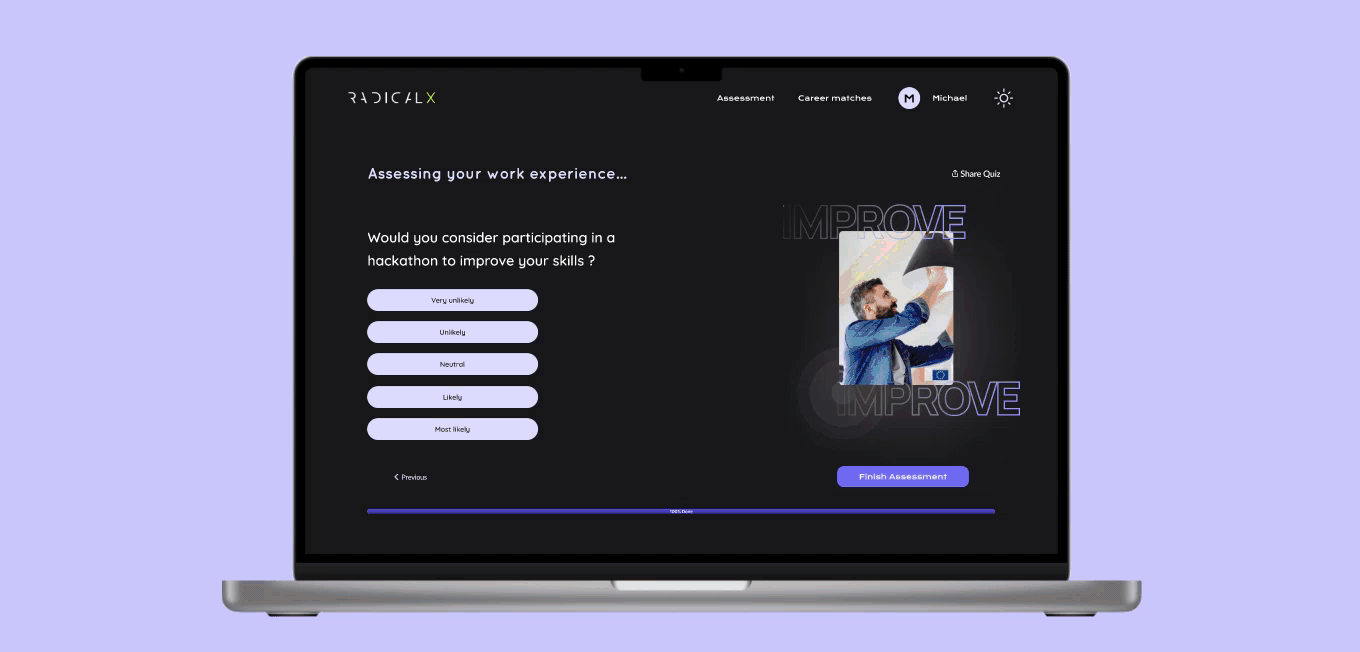 RADICALX
Assessment
Career matches
M
Michael
Assessing your work experience...
Share Quiz
IMPROVE
Would you consider participating in a
hackathon to improve your skills ?
Very unlikely
Unlikely
Neutral
Likely
Most likely
IMPROVE
Previous
Finish Assessment
100% Done